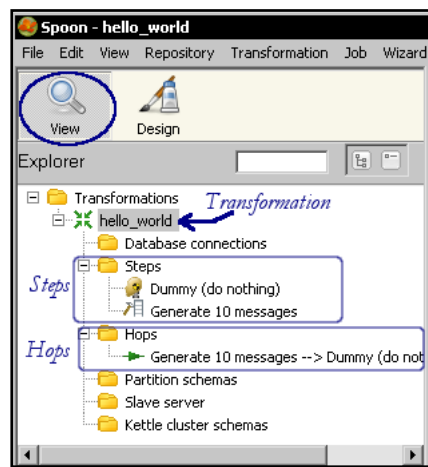 Spoon - hello_world
File Edit View Repository Transformation Job Wizard
View Design
Explorer
Transformations
hello_world Transformation
Database connections
Steps
Steps Dummy (do nothing)
Generate 10 messages
Hops
Hops Generate 10 messages --> Dummy (do not
Partition schemas
Slave server
Kettle cluster schemas